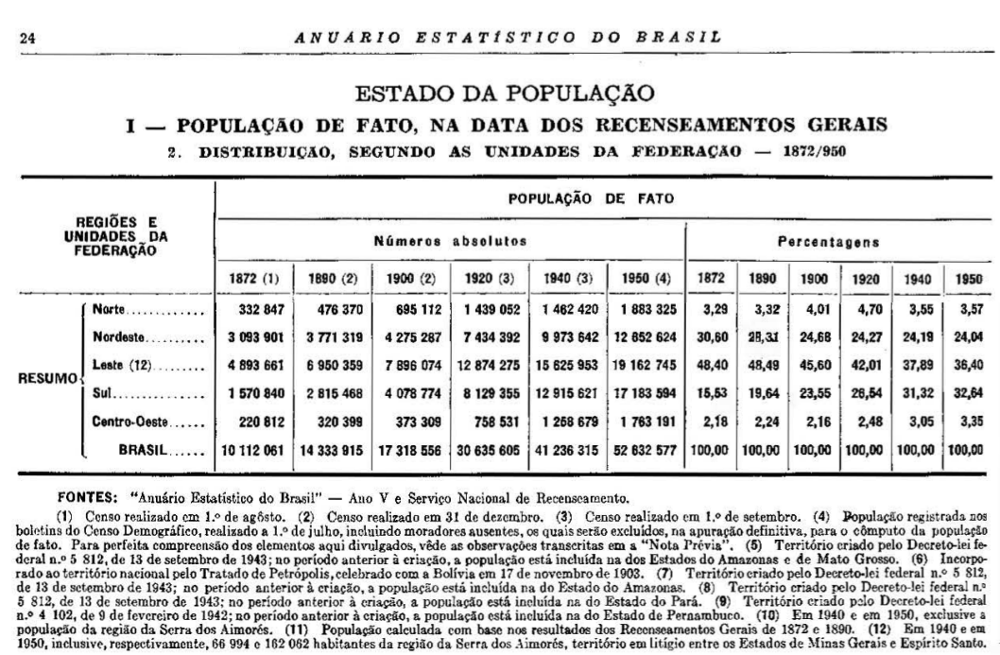 24
ANUÁRIO ESTATÍSTICO DO BRASIL
ESTADO DA POPULAÇÃO
I — POPULAÇÃO DE FATO, NA DATA DOS RECENSEAMENTOS GERAIS
2. DISTRIBUIÇÃO, SEGUNDO AS UNIDADES DA FEDERAÇÃO — 1872/950
REGIÕES E UNIDADES DA FEDERAÇÃO
POPULAÇÃO DE FATO
Números absolutos Percentagens
1872 (1) 1890 (2) 1900 (2) 1920 (3) 1940 (3) 1950 (4) 1872 1890 1900 1920 1940 1950
RESUMO
Norte............. 332 847 476 370 695 112 1 439 052 1 462 420 1 883 325 3,29 3,32 4,01 4,70 3,55 3,57
Nordeste.......... 3 093 901 3 771 319 4 275 287 7 434 392 9 973 642 12 652 624 30,60 26,31 24,68 24,27 24,19 24,04
Leste (12)......... 4 893 661 6 950 359 7 896 074 12 874 275 15 625 953 19 162 745 48,40 48,49 45,60 42,01 37,89 36,40
Sul................ 1 570 840 2 815 468 4 078 774 8 129 355 12 915 621 17 183 594 15,53 19,64 23,55 26,54 31,32 32,64
Centro-Oeste...... 220 812 320 399 373 309 758 531 1 258 679 1 763 191 2,18 2,24 2,16 2,48 3,05 3,35
BRASIL...... 10 112 061 14 333 915 17 318 556 30 635 605 41 236 315 52 632 577 100,00 100,00 100,00 100,00 100,00 100,00
FONTES: "Anuário Estatístico do Brasil" — Ano V e Serviço Nacional de Recenseamento.
(1) Censo realizado em 1.º de agôsto. (2) Censo realizado em 31 de dezembro. (3) Censo realizado em 1.º de setembro. (4) População registrada nos
boletins do Censo Demográfico, realizado a 1.º de julho, incluindo moradores ausentes, os quais serão excluídos, na apuração definitiva, para o cômputo da população
de fato. Para perfeita compreensão dos elementos aqui divulgados, vêde as observações transcritas em a "Nota Prévia". (5) Território criado pelo Decreto-lei fe-
deral n.º 5 812, de 13 de setembro de 1943; no período anterior à criação, a população está incluída na dos Estados do Amazonas e de Mato Grosso. (6) Incorpo-
rado ao território nacional pelo Tratado de Petrópolis, celebrado com a Bolívia em 17 de novembro de 1903. (7) Território criado pelo Decreto-lei federal n.º 5 812,
de 13 de setembro de 1943; no período anterior à criação, a população está incluída na do Estado do Amazonas. (8) Território criado pelo Decreto-lei federal n.º
5 812, de 13 de setembro de 1943; no período anterior à criação, a população está incluída na do Estado do Pará. (9) Território criado pelo Decreto-lei federal
n.º 4 102, de 9 de fevereiro de 1942; no período anterior à criação, a população está incluída na do Estado de Pernambuco. (10) Em 1940 e em 1950, exclusive a
população da região da Serra dos Aimorés. (11) População calculada com base nos resultados dos Recenseamentos Gerais de 1872 e 1890. (12) Em 1940 e em
1950, inclusive, respectivamente, 66 994 e 162 062 habitantes da região da Serra dos Aimorés, território em litígio entre os Estados de Minas Gerais e Espírito Santo.